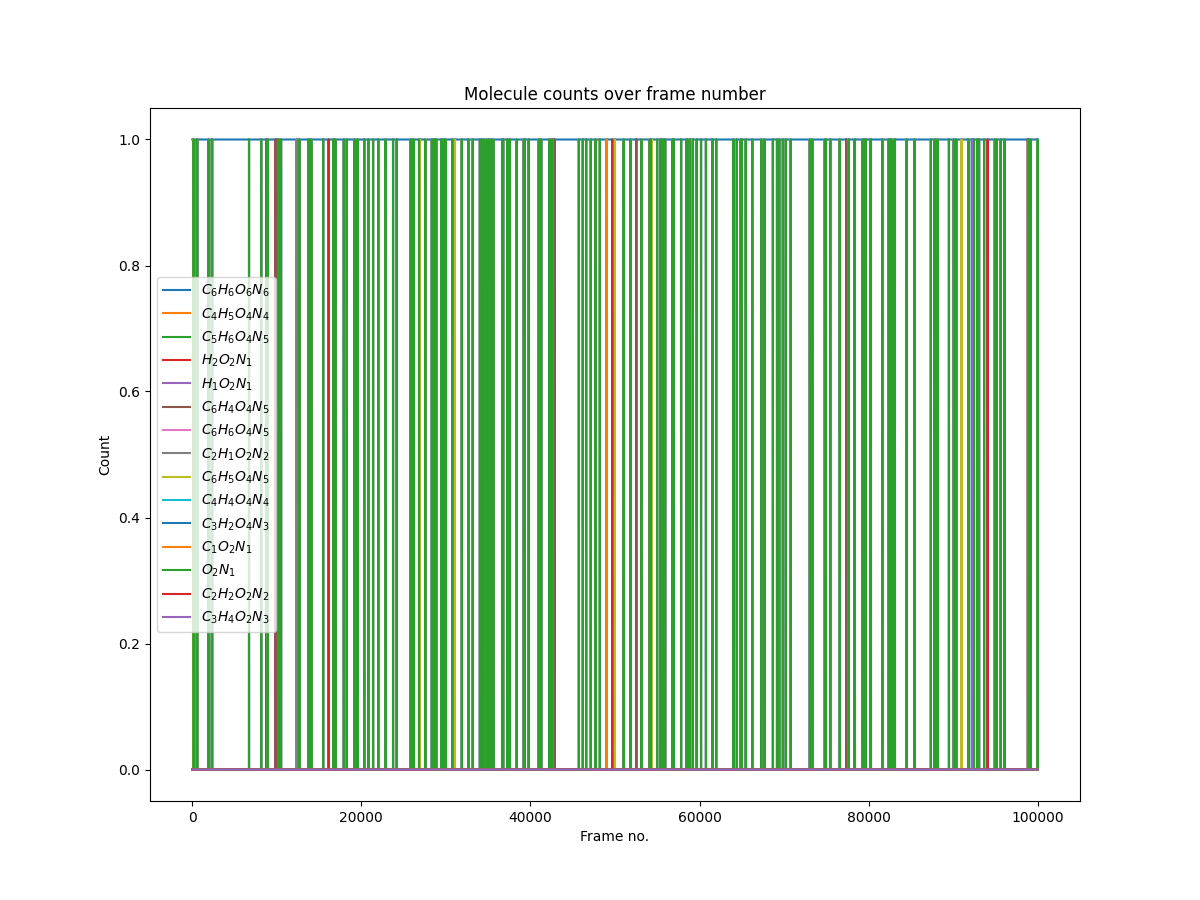 Molecule counts over frame number
Count
1.0
0.8
0.6
0.4
0.2
0.0
C₆H₆O₆N₆
C₄H₅O₄N₄
C₅H₆O₄N₅
H₂O₂N₁
H₁O₂N₁
C₆H₄O₄N₅
C₆H₆O₄N₅
C₂H₁O₂N₂
C₆H₅O₄N₅
C₄H₄O₄N₄
C₃H₂O₄N₃
C₁O₂N₁
O₂N₁
C₂H₂O₂N₂
C₃H₄O₂N₃
0 20000 40000 60000 80000 100000
Frame no.